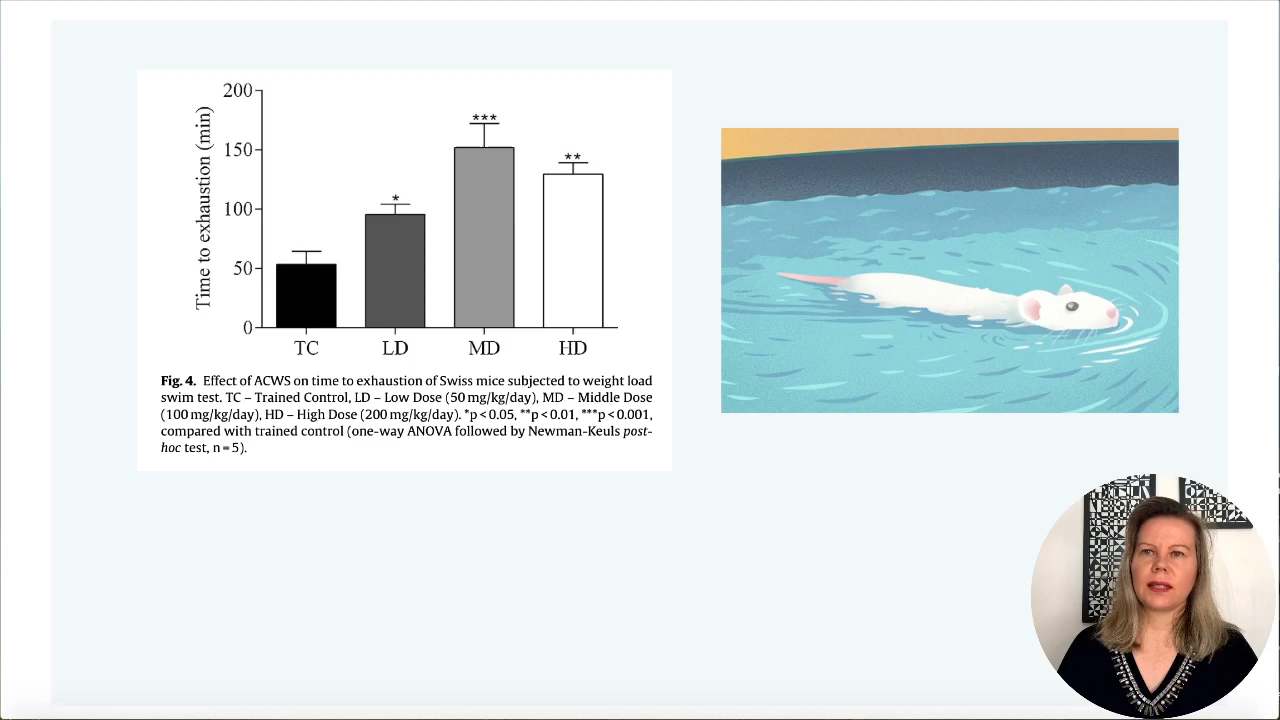 200
150
100
50
0
Time to exhaustion (min)
*
***
**
TC LD MD HD
Fig. 4. Effect of ACWS on time to exhaustion of Swiss mice subjected to weight load
swim test. TC – Trained Control, LD – Low Dose (50 mg/kg/day), MD – Middle Dose
(100 mg/kg/day), HD – High Dose (200 mg/kg/day). *p < 0.05, **p < 0.01, ***p < 0.001,
compared with trained control (one-way ANOVA followed by Newman-Keuls post-
hoc test, n = 5).